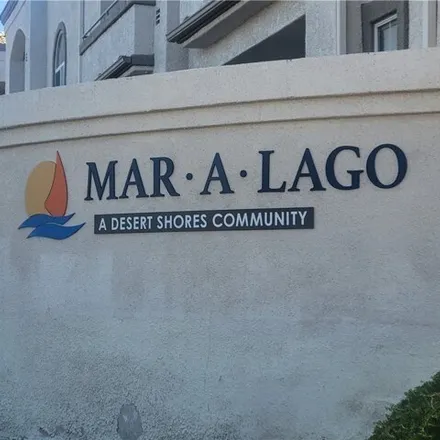 MAR·A·LAGO
A DESERT SHORES COMMUNITY